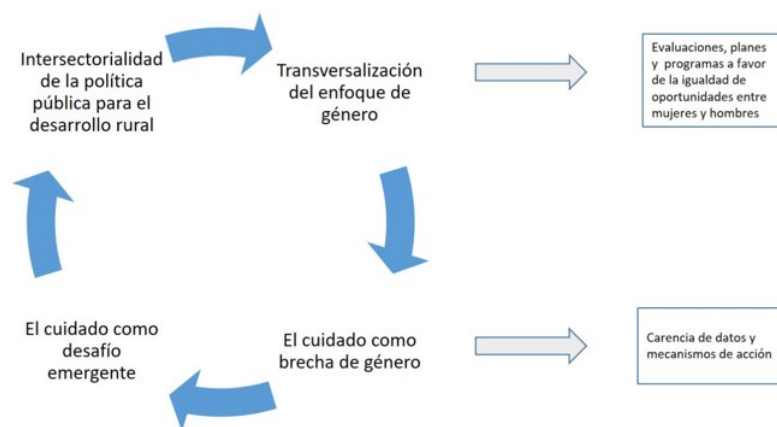 Intersectorialidad
de la política
pública para el
desarrollo rural
Transversalización
del enfoque de
género
Evaluaciones, planes
y programas a favor
de la igualdad de
oportunidades entre
mujeres y hombres
El cuidado como
desafío
emergente
El cuidado como
brecha de género
Carencia de datos y
mecanismos de acción